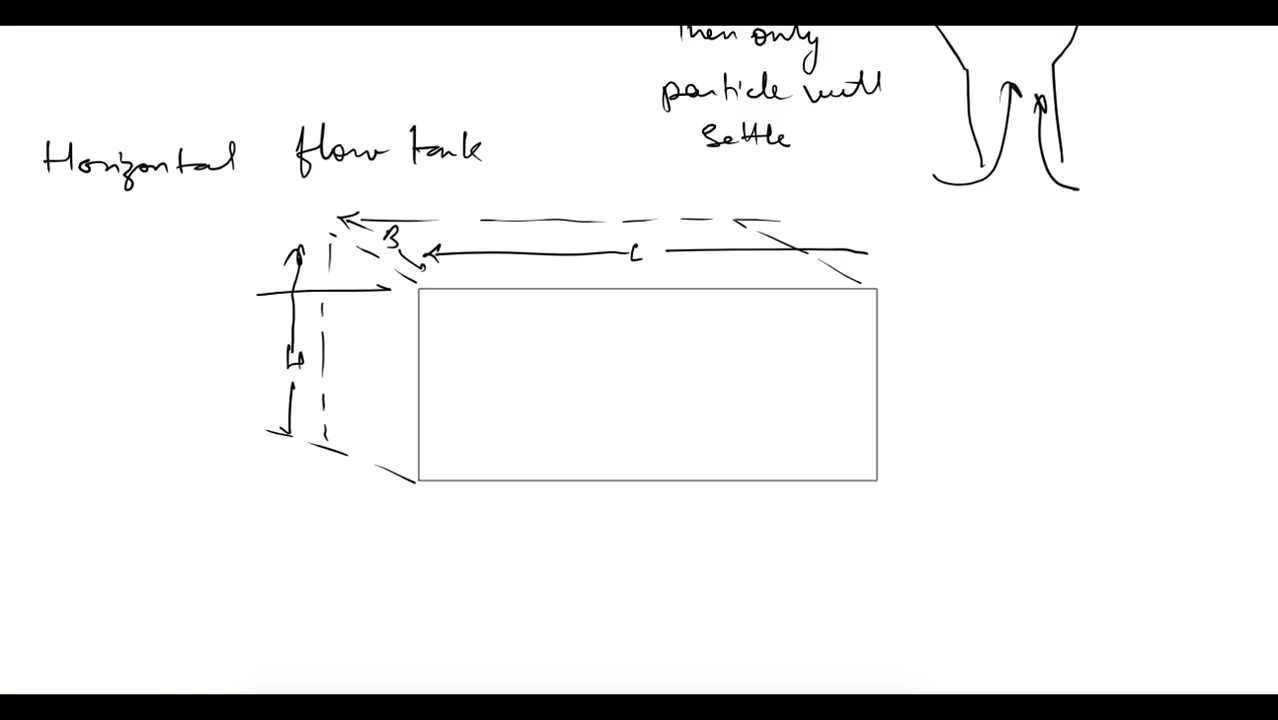 Then only
particle will
Settle
Horizontal flow tank
B
L
H